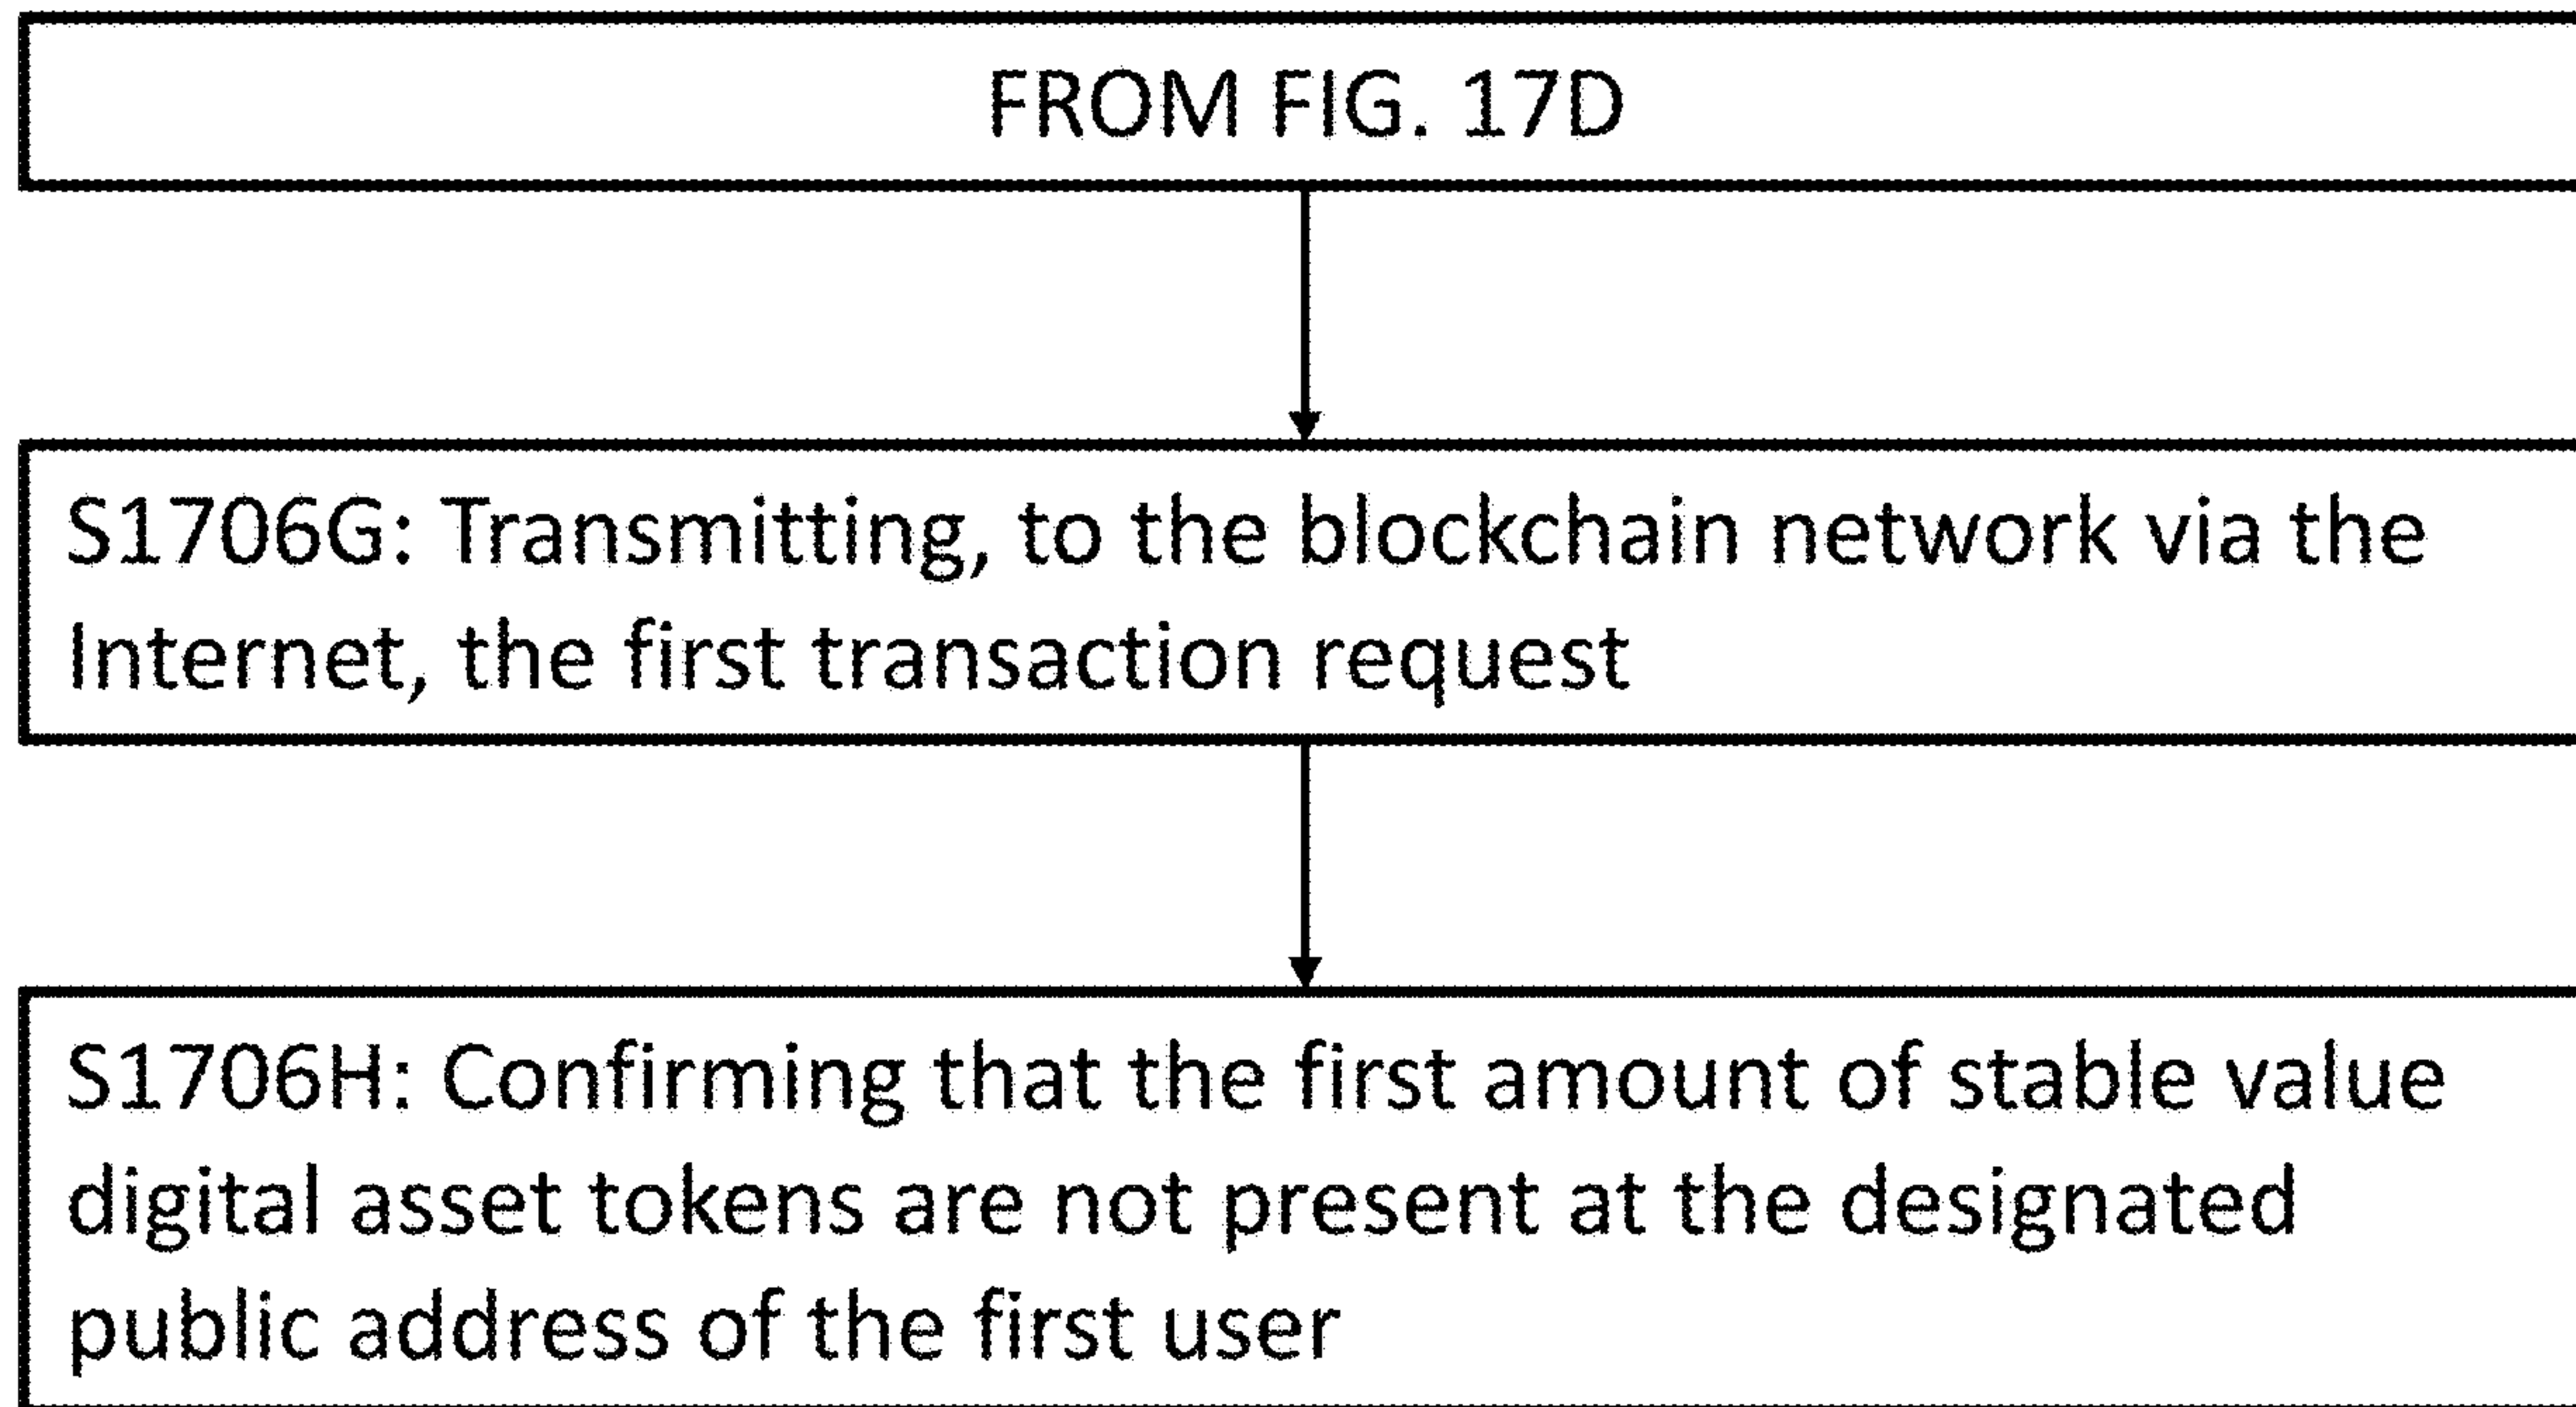 FROM FIG. 17D
S1706G: Transmitting, to the blockchain network via the
Internet, the first transaction request
S1706H: Confirming that the first amount of stable value
digital asset tokens are not present at the designated
public address of the first user